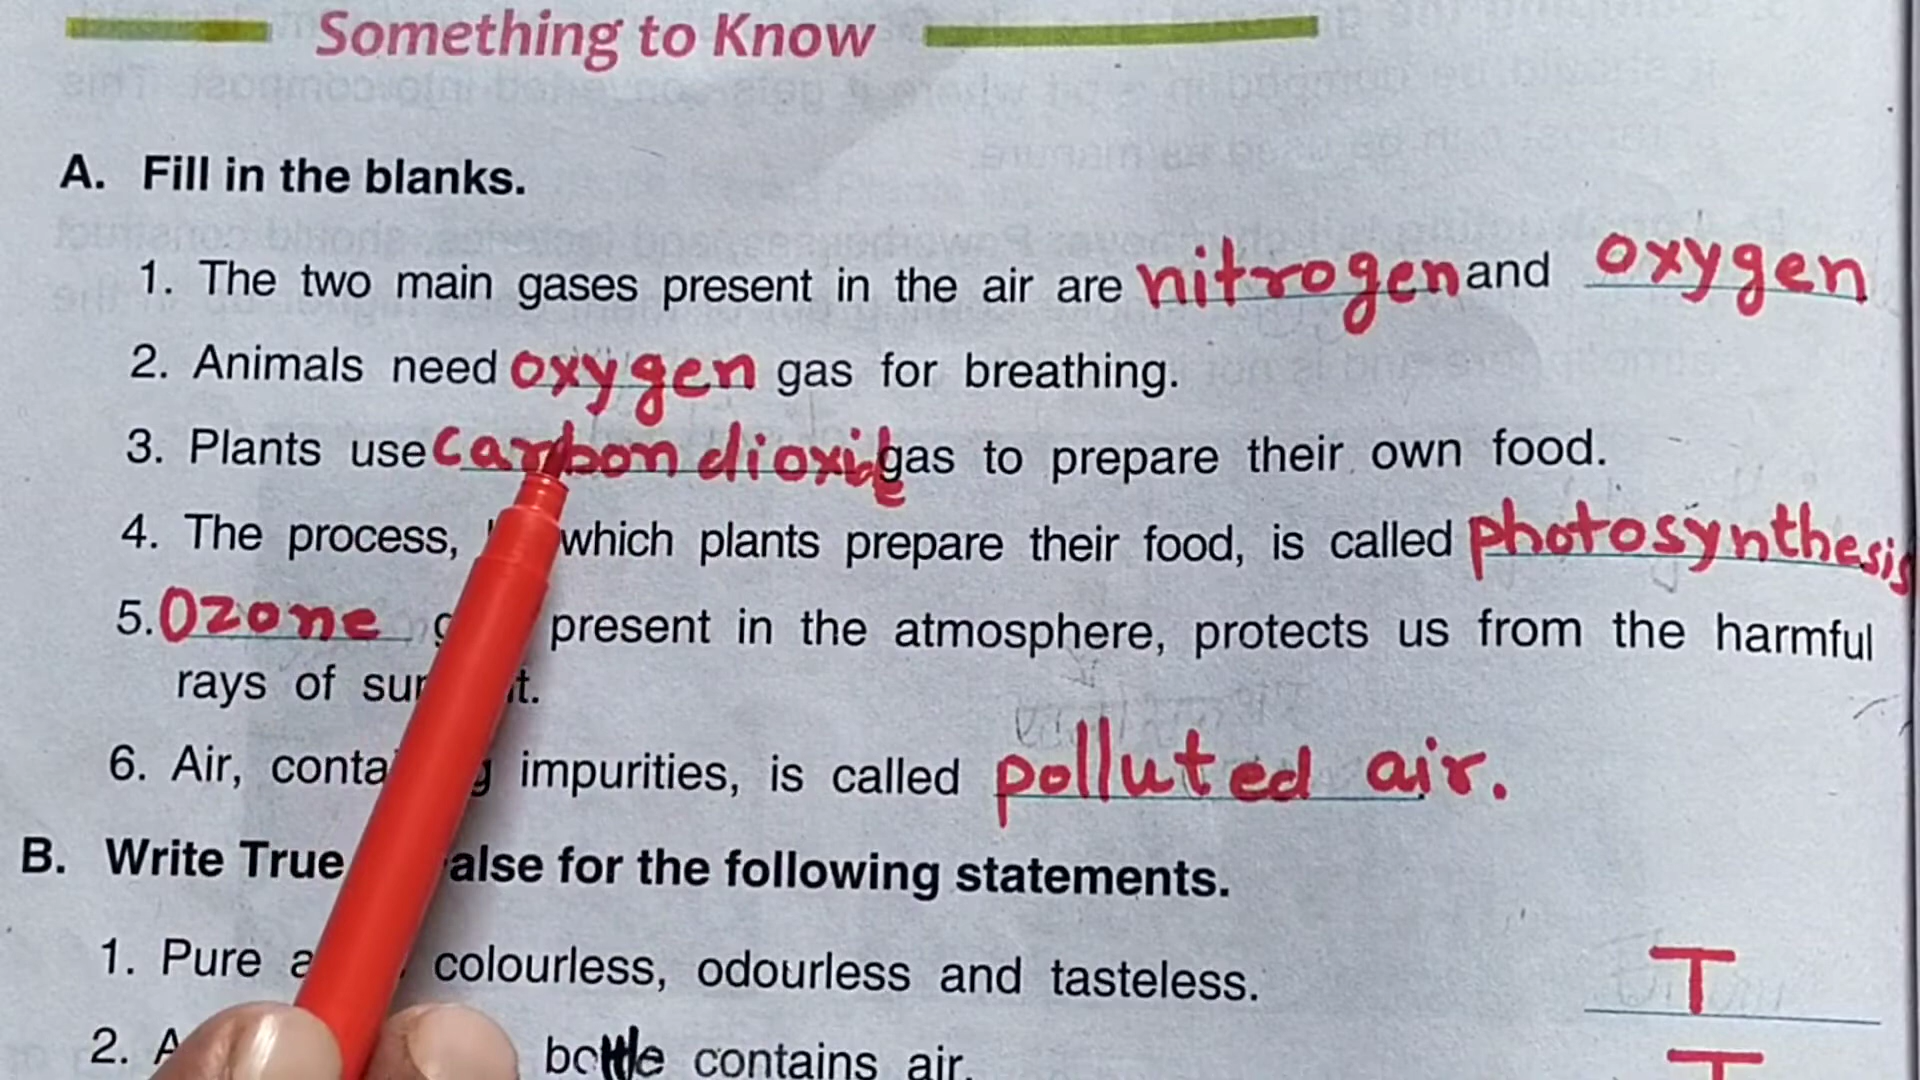 Something to Know
A. Fill in the blanks.
1. The two main gases present in the air are nitrogen and oxygen
2. Animals need oxygen gas for breathing.
3. Plants use carbon dioxide gas to prepare their own food.
4. The process, which plants prepare their food, is called photosynthesis
5. Ozone present in the atmosphere, protects us from the harmful
rays of
6. Air, impurities, is called polluted air.
B. Write True for the following statements.
1. Pure colourless, odourless and tasteless. T
2. bottle contains air. T